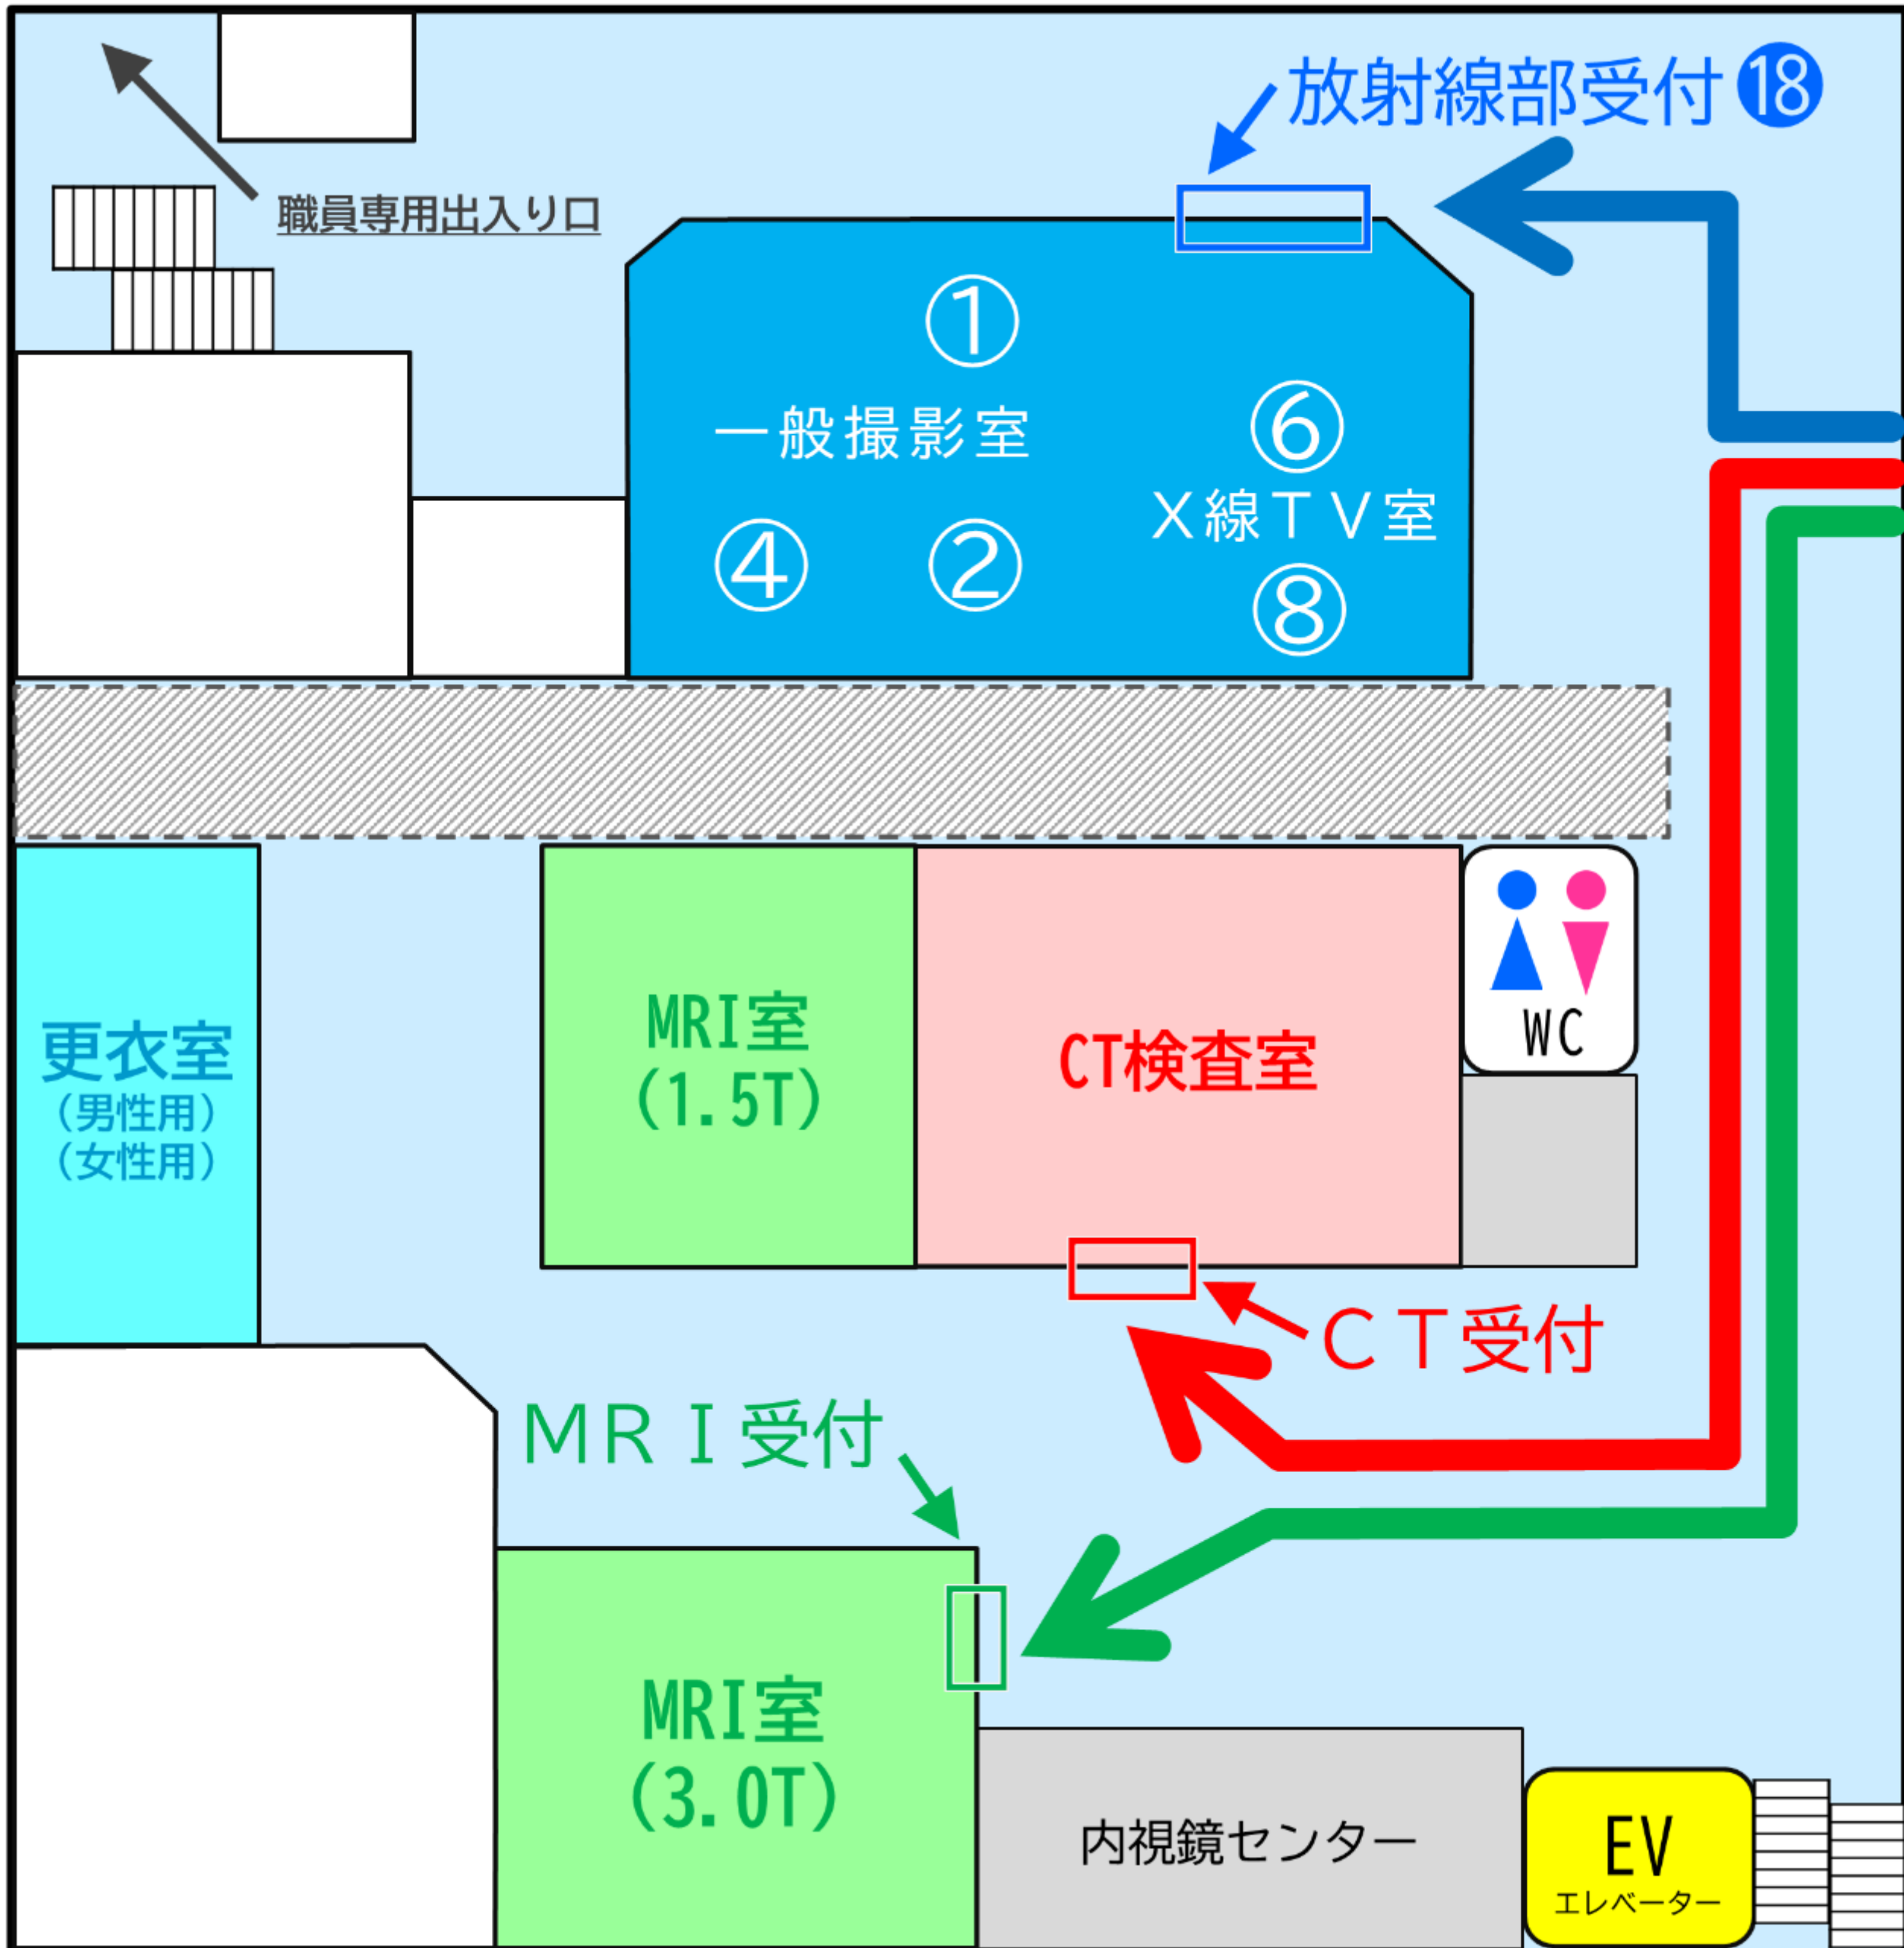 放射線部受付⓲
職員専用出入り口
①
一般撮影室
⑥
X線TV室
④
②
⑧
WC
更衣室
(男性用)
(女性用)
MRI室
(1.5T)
CT検査室
CT受付
MRI受付
MRI室
(3.0T)
内視鏡センター
EV
エレベーター